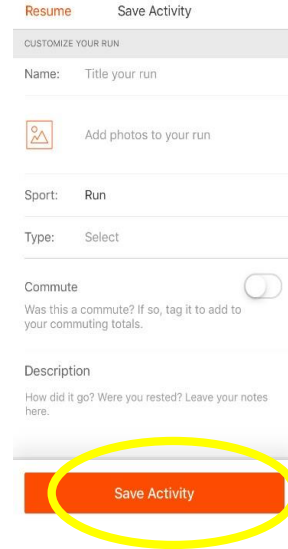 Resume Save Activity
CUSTOMIZE YOUR RUN
Name: Title your run
Add photos to your run
Sport: Run
Type: Select
Commute
Was this a commute? If so, tag it to add to
your commuting totals.
Description
How did it go? Were you rested? Leave your notes
here.
Save Activity